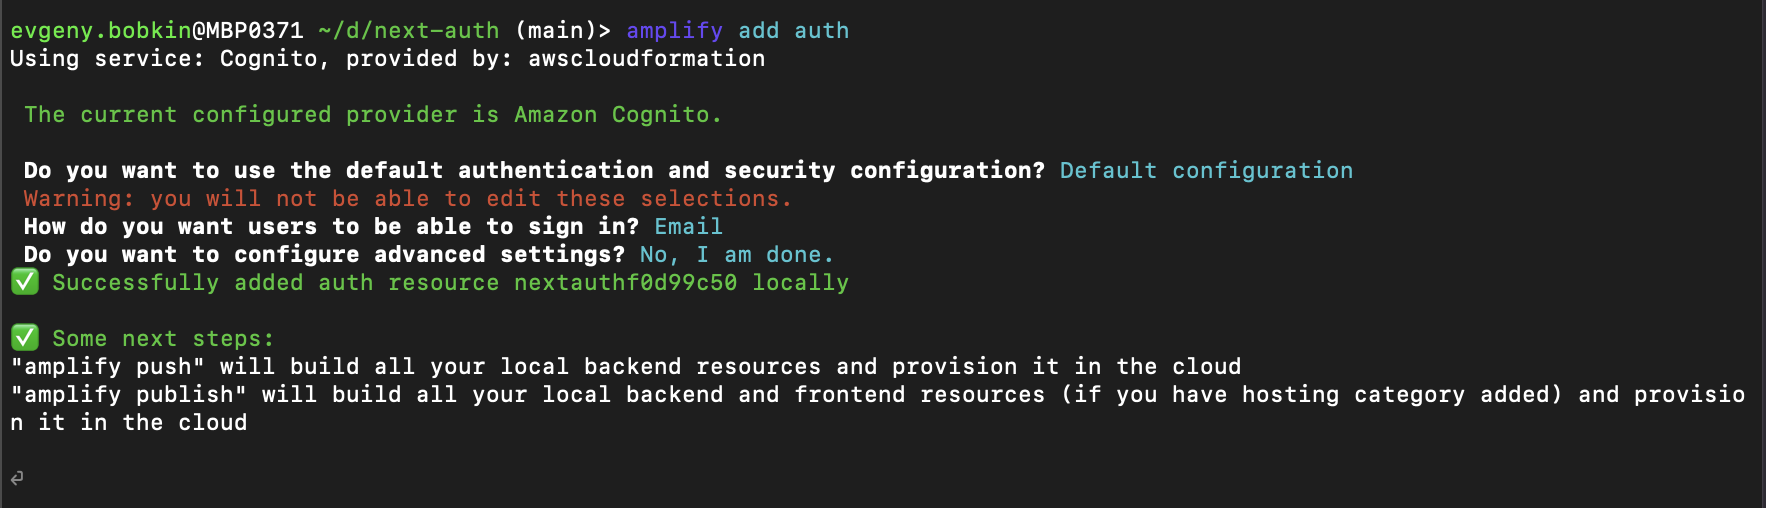 evgeny.bobkin@MBP0371 ~/d/next-auth (main)> amplify add auth
Using service: Cognito, provided by: awscloudformation
The current configured provider is Amazon Cognito.
Do you want to use the default authentication and security configuration? Default configuration
Warning: you will not be able to edit these selections.
How do you want users to be able to sign in? Email
Do you want to configure advanced settings? No, I am done.
✅ Successfully added auth resource nextauthf0d99c50 locally
✅ Some next steps:
"amplify push" will build all your local backend resources and provision it in the cloud
"amplify publish" will build all your local backend and frontend resources (if you have hosting category added) and provisio
n it in the cloud
⏎